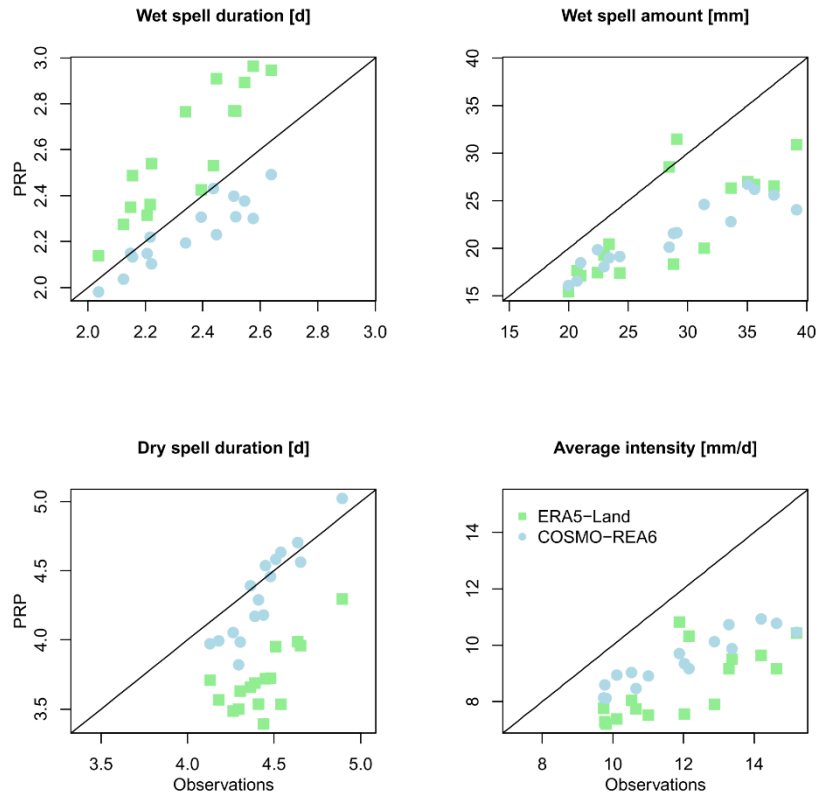 Wet spell duration [d]
Wet spell amount [mm]
PRP
3.0
2.8
2.6
2.4
2.2
2.0
2.0 2.2 2.4 2.6 2.8 3.0
40
35
30
25
20
15
15 20 25 30 35 40
Dry spell duration [d]
Average intensity [mm/d]
PRP
5.0
4.5
4.0
3.5
3.5 4.0 4.5 5.0
Observations
ERA5−Land
COSMO−REA6
14
12
10
8
8 10 12 14
Observations